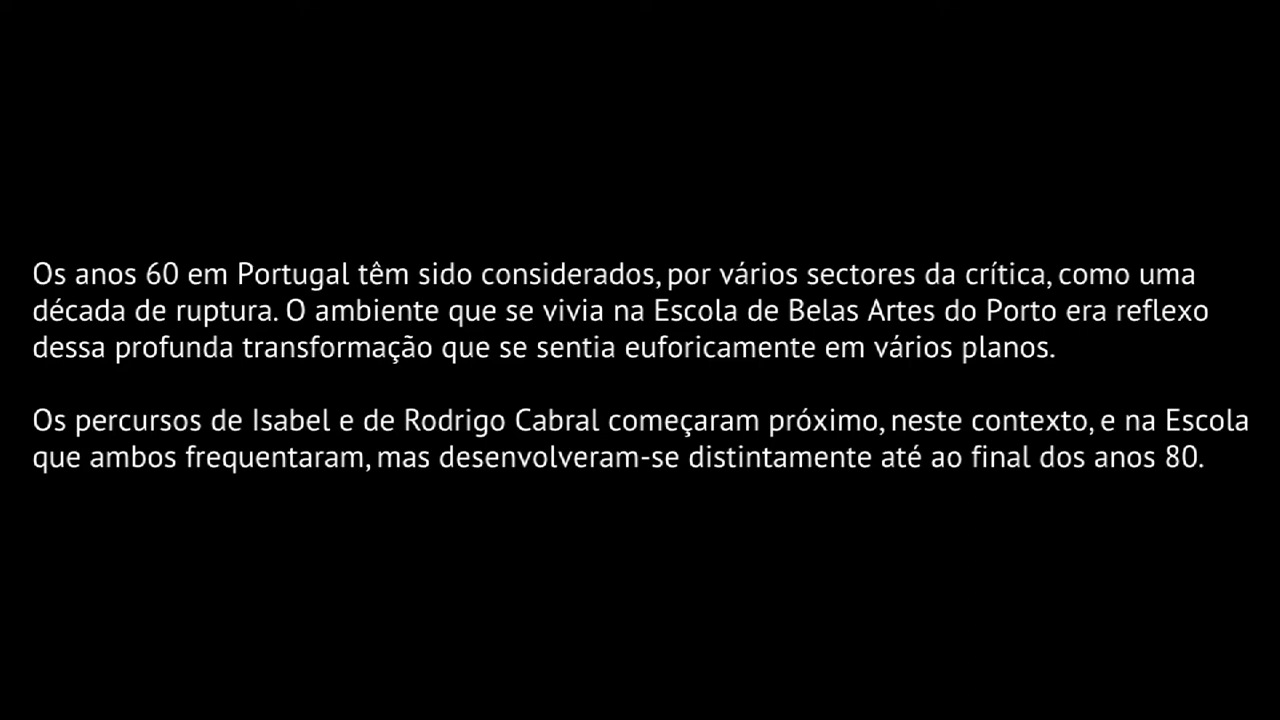 Os anos 60 em Portugal têm sido considerados, por vários sectores da crítica, como uma
década de ruptura. O ambiente que se vivia na Escola de Belas Artes do Porto era reflexo
dessa profunda transformação que se sentia euforicamente em vários planos.
Os percursos de Isabel e de Rodrigo Cabral começaram próximo, neste contexto, e na Escola
que ambos frequentaram, mas desenvolveram-se distintamente até ao final dos anos 80.